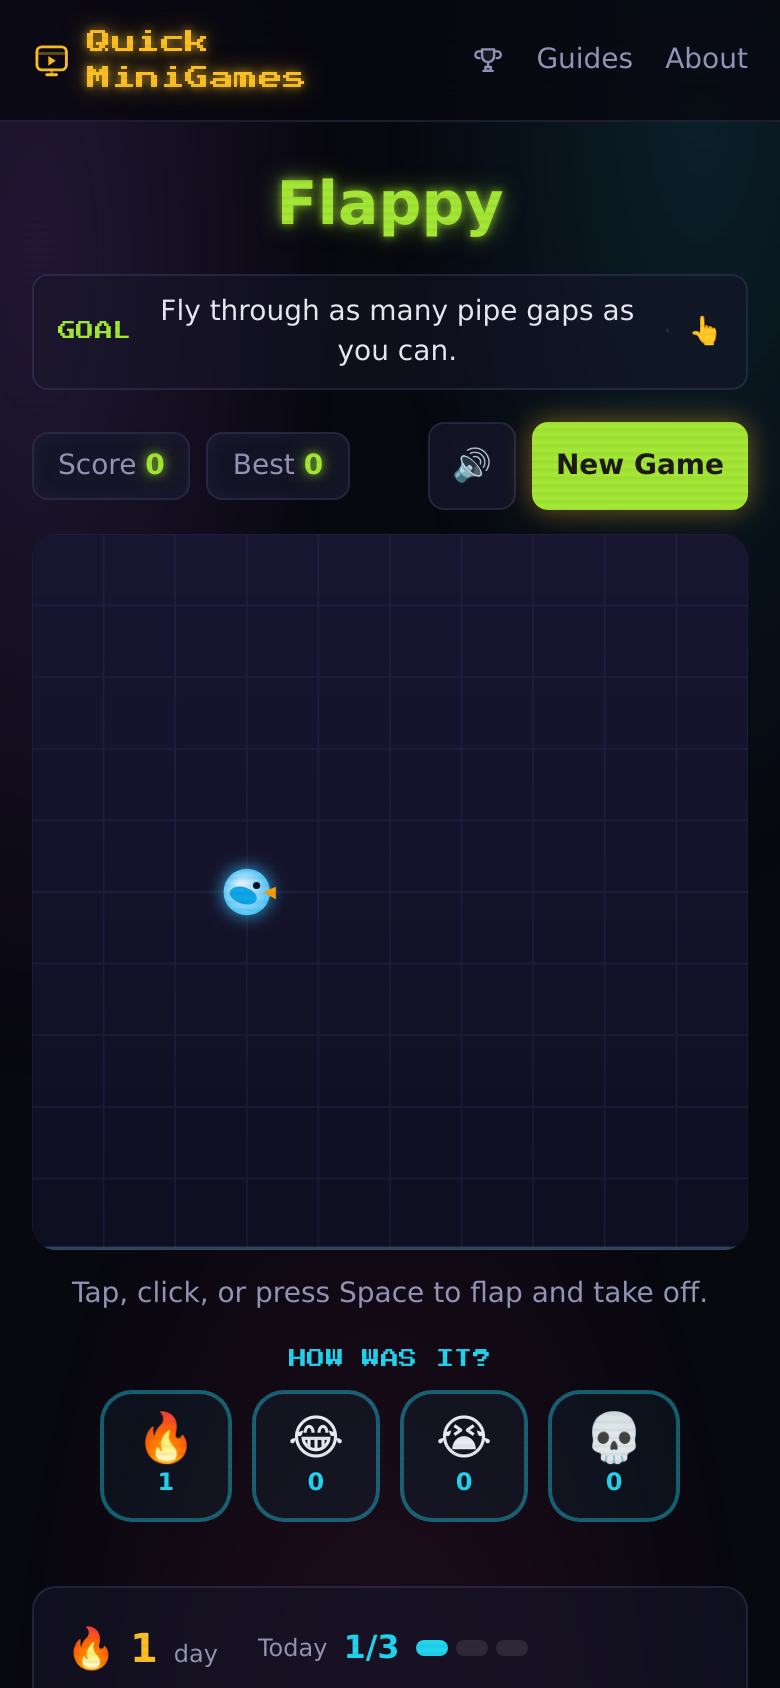 Quick
MiniGames
Guides
About
Flappy
GOAL
Fly through as many pipe gaps as
you can.
Score 0
Best 0
New Game
Tap, click, or press Space to flap and take off.
HOW WAS IT?
1
0
0
0
1 day
Today 1/3